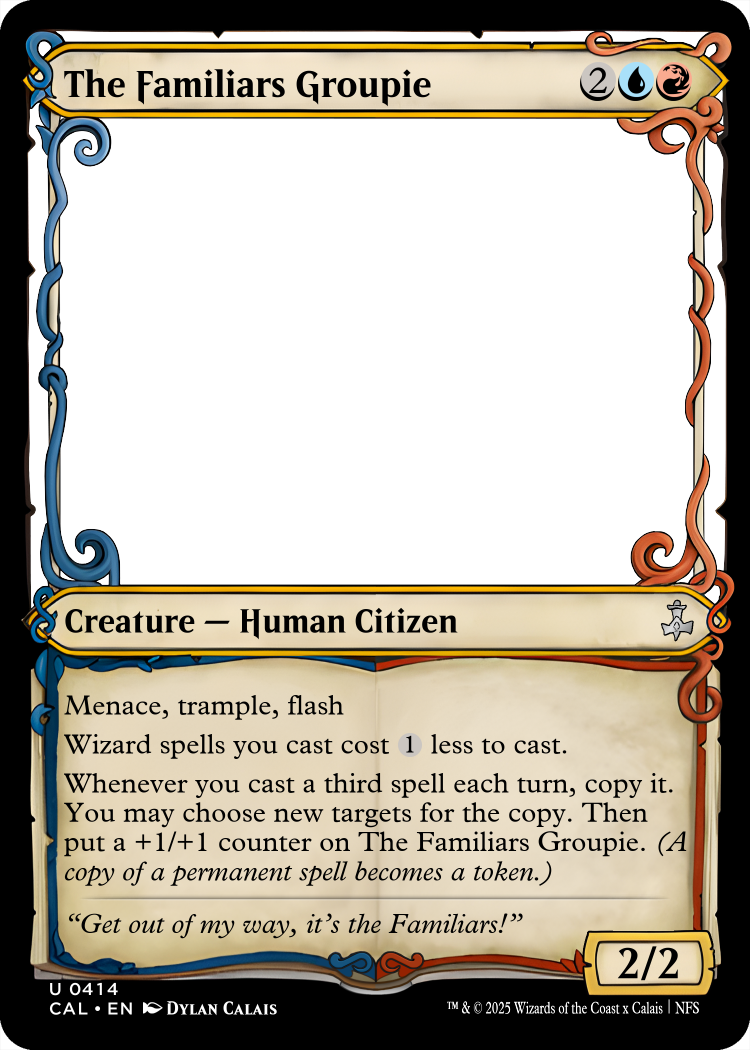 The Familiars Groupie 2
Creature — Human Citizen
Menace, trample, flash
Wizard spells you cast cost 1 less to cast.
Whenever you cast a third spell each turn, copy it.
You may choose new targets for the copy. Then
put a +1/+1 counter on The Familiars Groupie. (A
copy of a permanent spell becomes a token.)
“Get out of my way, it’s the Familiars!”
2/2
U 0414
CAL • EN Dylan Calais
™ & © 2025 Wizards of the Coast x Calais | NFS